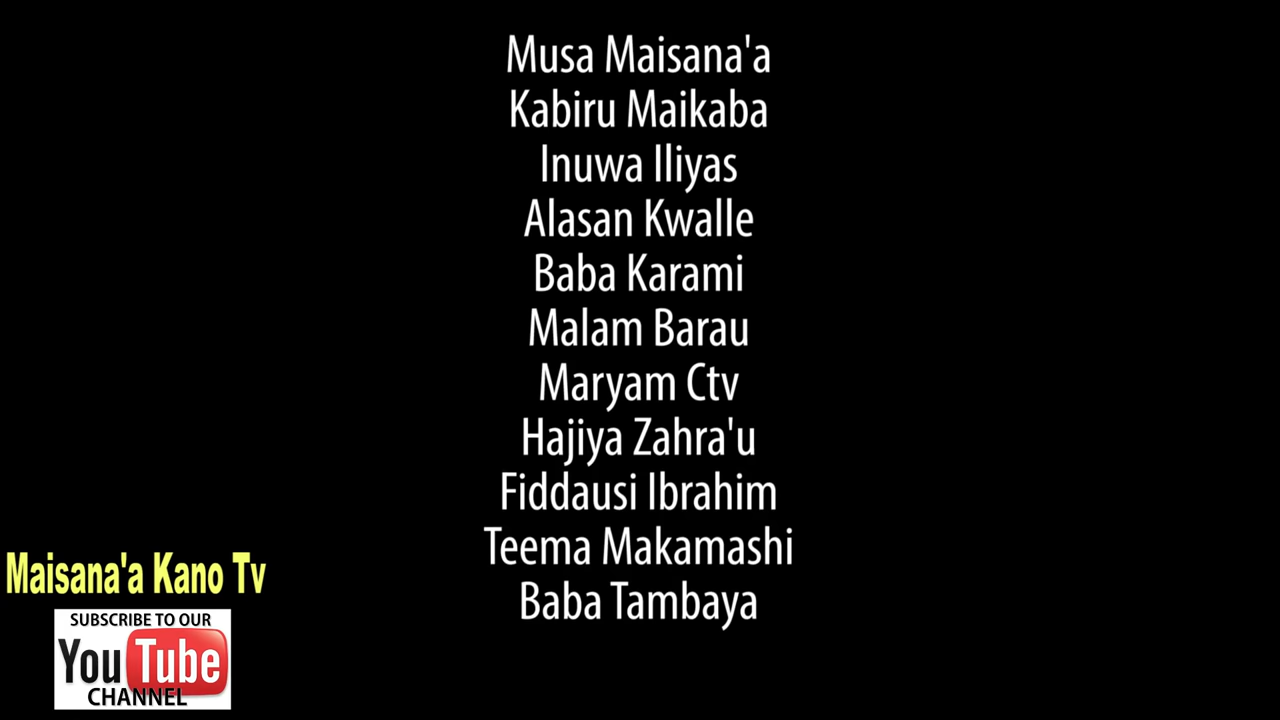 Musa Maisana'a
Kabiru Maikaba
Inuwa Iliyas
Alasan Kwalle
Baba Karami
Malam Barau
Maryam Ctv
Hajiya Zahra'u
Fiddausi Ibrahim
Teema Makamashi
Baba Tambaya
Maisana'a Kano Tv
SUBSCRIBE TO OUR
YouTube
CHANNEL